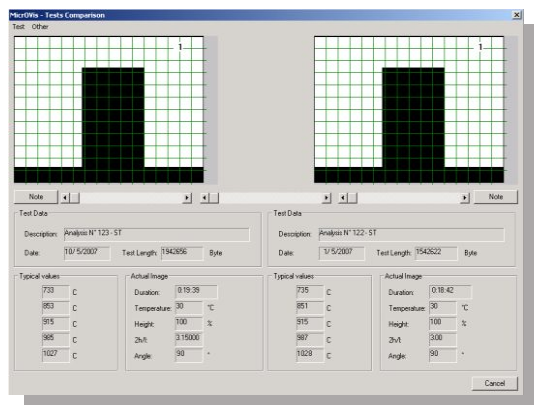 MicrOVis - Tests Comparison
Test Other
1
1
Note
Note
Test Data
Description: Analysis N° 123 - ST
Date: 10/ 5/2007 Test Length: 1942656 Byte
Test Data
Description: Analysis N° 122 - ST
Date: 1/ 5/2007 Test Length: 1542622 Byte
Typical values
733 C
853 C
915 C
985 C
1027 C
Actual Image
Duration: 0:19:39
Temperature: 30 °C
Height: 100 %
2h/l: 3.15000
Angle: 90 °
Typical values
735 C
851 C
915 C
987 C
1028 C
Actual Image
Duration: 0:18:42
Temperature: 30 °C
Height: 100 %
2h/l: 3.00
Angle: 90 °
Cancel